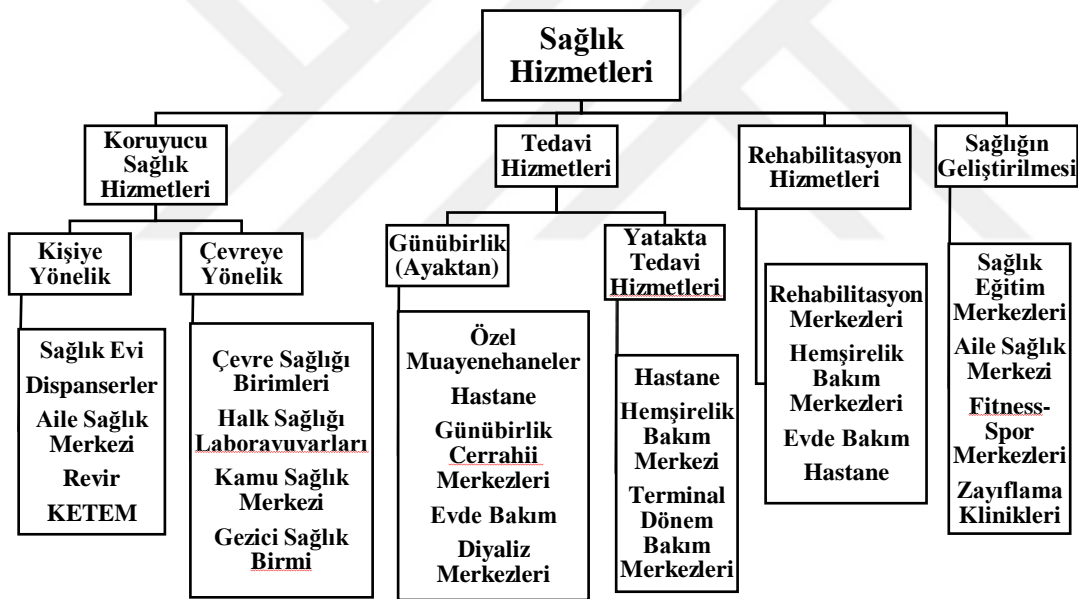 Sağlık
Hizmetleri
Koruyucu
Sağlık
Hizmetleri
Tedavi
Hizmetleri
Rehabilitasyon
Hizmetleri
Sağlığın
Geliştirilmesi
Kişiye
Yönelik
Çevreye
Yönelik
Günübirlik
(Ayaktan)
Yatakta
Tedavi
Hizmetleri
Sağlık Evi
Dispanserler
Aile Sağlık
Merkezi
Revir
KETEM
Çevre Sağlığı
Birimleri
Halk Sağlığı
Laboravuvarları
Kamu Sağlık
Merkezi
Gezici Sağlık
Birmi
Özel
Muayenehaneler
Hastane
Günübirlik
Cerrahii
Merkezleri
Evde Bakım
Diyaliz
Merkezleri
Hastane
Hemşirelik
Bakım
Merkezi
Terminal
Dönem
Bakım
Merkezleri
Rehabilitasyon
Merkezleri
Hemşirelik
Bakım
Merkezleri
Evde Bakım
Hastane
Sağlık
Eğitim
Merkezleri
Aile Sağlık
Merkezi
Fitness-
Spor
Merkezleri
Zayıflama
Klinikleri